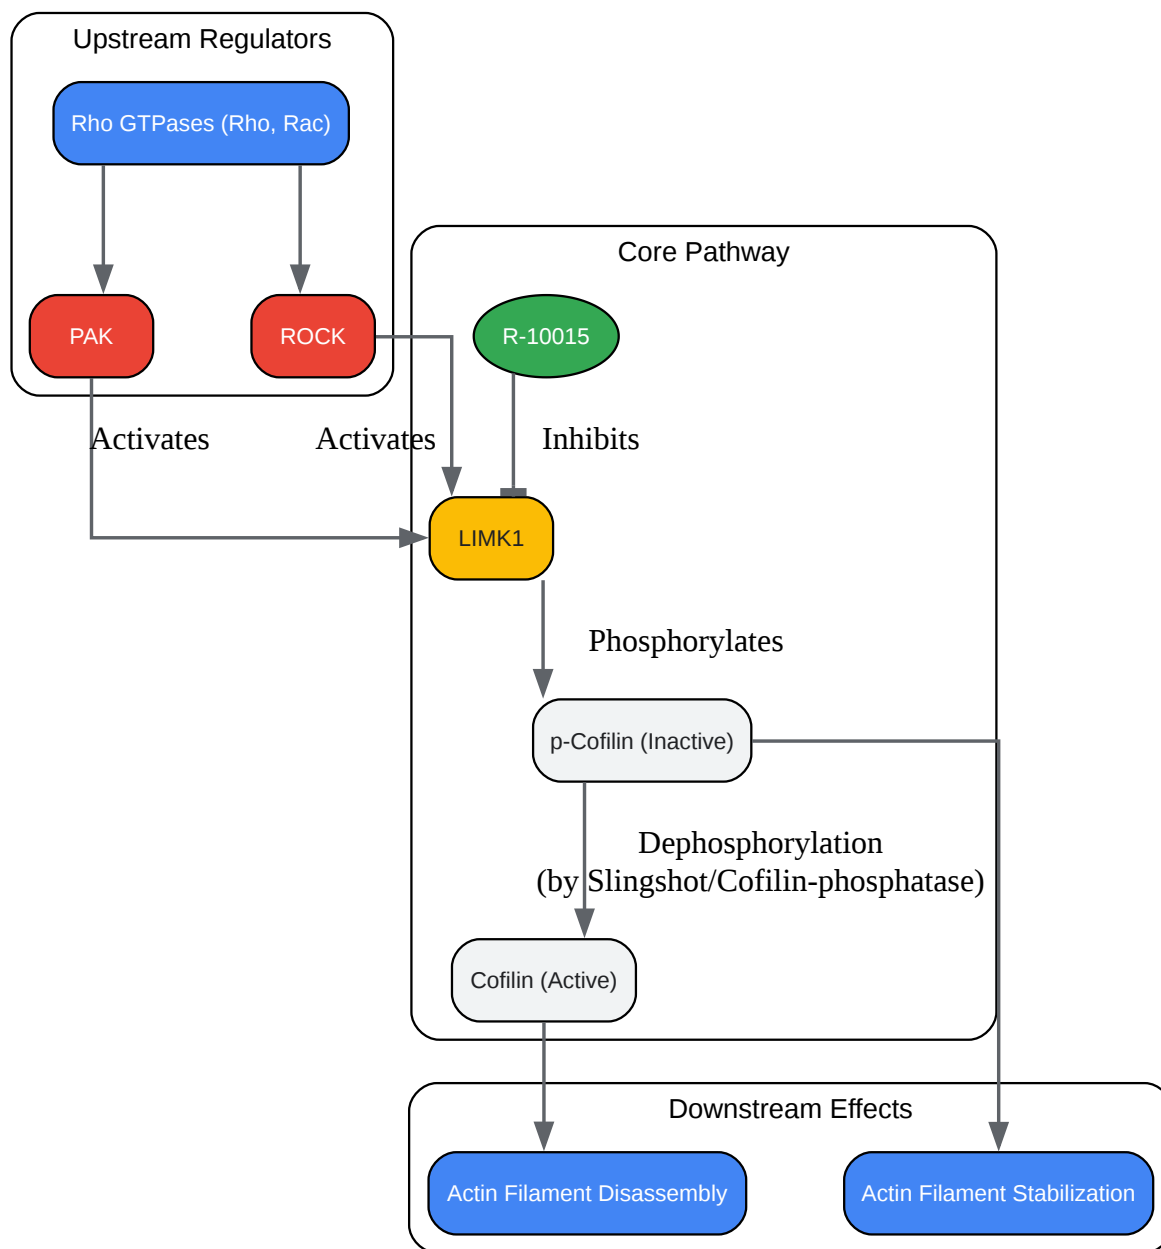 Upstream Regulators
Rho GTPases (Rho, Rac)
Core Pathway
PAK
ROCK
R-10015
Activates
Activates
Inhibits
LIMK1
Phosphorylates
p-Cofilin (Inactive)
Dephosphorylation
(by Slingshot/Cofilin-phosphatase)
Cofilin (Active)
Downstream Effects
Actin Filament Disassembly
Actin Filament Stabilization